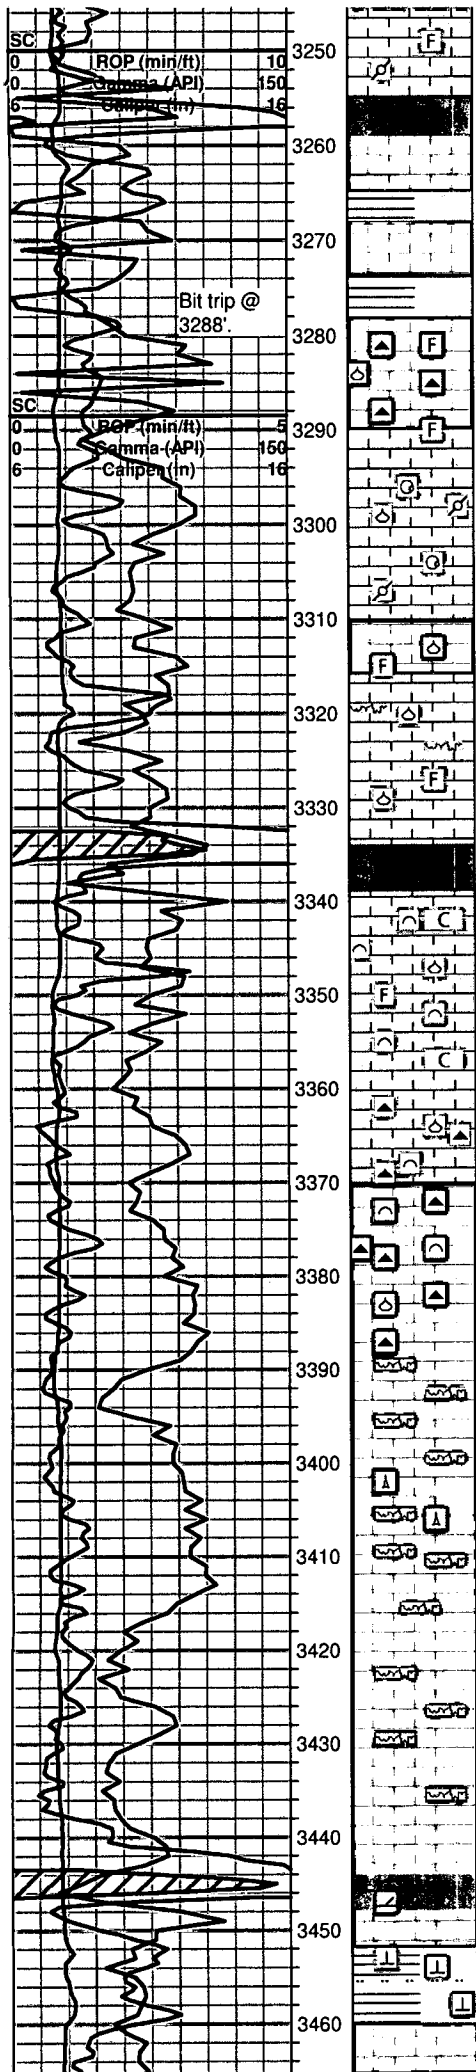 SC
3250
F
0 ROP (min/ft) 10
0 Gamma (API) 150
6 Caliper (in) 16
3260
3270
Bit trip @
3288'.
3280
F
SC
0 ROP (min/ft) 5
3290
F
0 Gamma (API) 150
6 Caliper (in) 16
3300
3310
F
3320
F
3330
3340
C
3350
F
C
3360
3370
3380
3390
3400
3410
3420
3430
3440
3450
3460